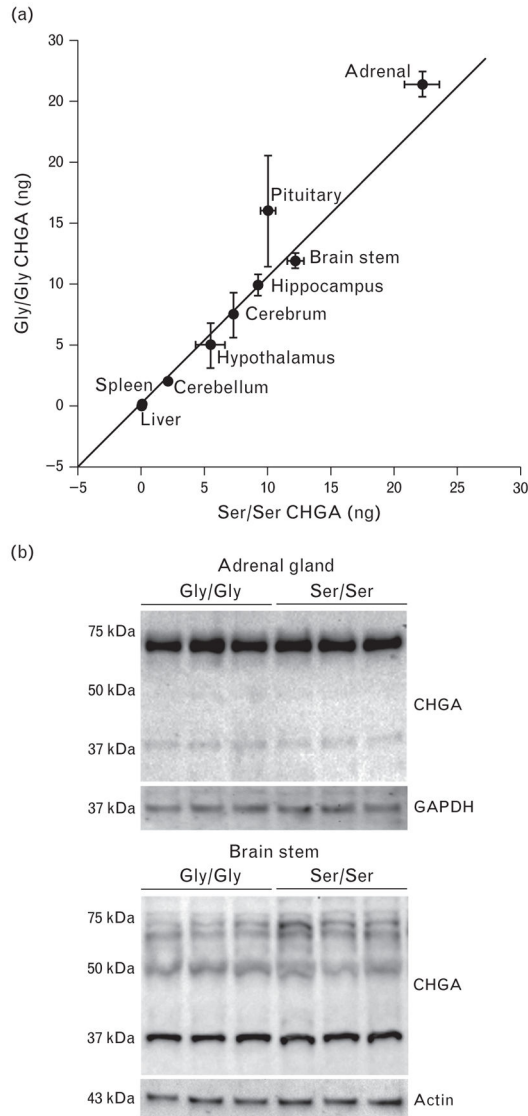 (a)
30
20
20
15
10
5
0
−5
Gly/Gly CHGA (ng)
Adrenal
Pituitary
Brain stem
Hippocampus
Cerebrum
Hypothalamus
Spleen
Cerebellum
Liver
−5 0 5 10 15 20 25 30
Ser/Ser CHGA (ng)
(b)
Adrenal gland
Gly/Gly Ser/Ser
75 kDa
50 kDa
CHGA
37 kDa
37 kDa GAPDH
Brain stem
Gly/Gly Ser/Ser
75 kDa
50 kDa
CHGA
37 kDa
43 kDa Actin